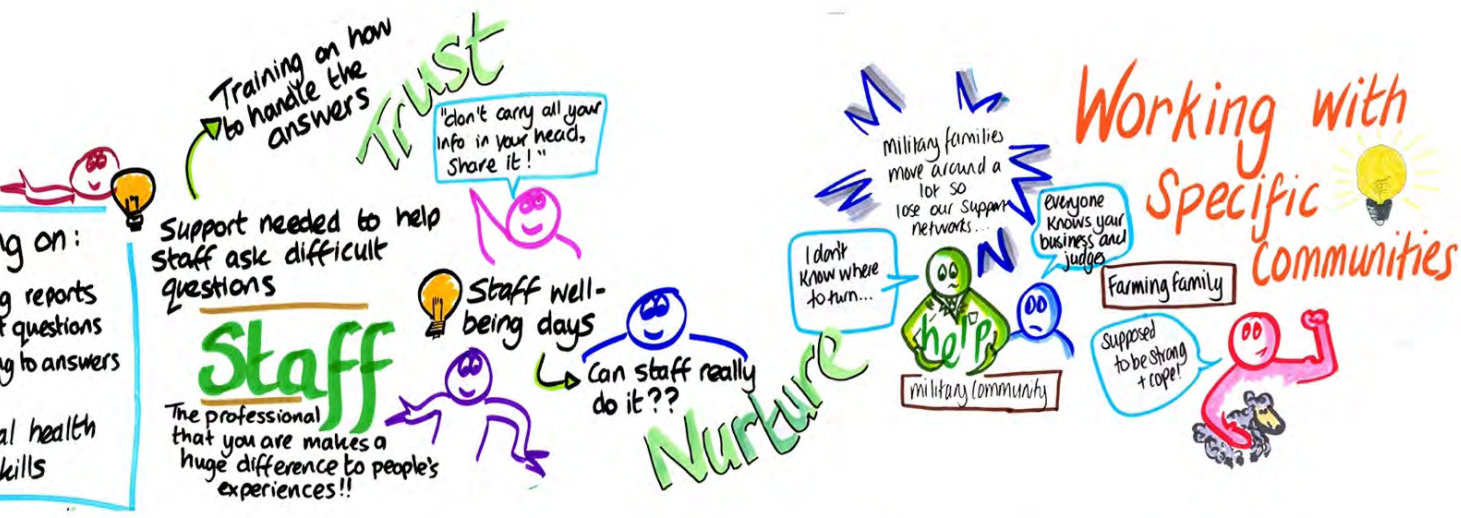 ng on:
g reports
t questions
ng to answers
al health
kills
Training on how
to handle the
answers
Trust
"don't carry all your
info in your head,
Share it!"
Support needed to help
Staff ask difficult
questions
Staff
The professional
that you are makes a
huge difference to people's
experiences!!
Staff well-
being days
Can staff really
do it??
Nurture
military families
move around a
lot so
lose our support
networks...
I dont
know where
to turn...
everyone
knows your
business and
judges
help
military community
Working with
Specific
Communities
Farming family
Supposed
to be strong
+ cope!